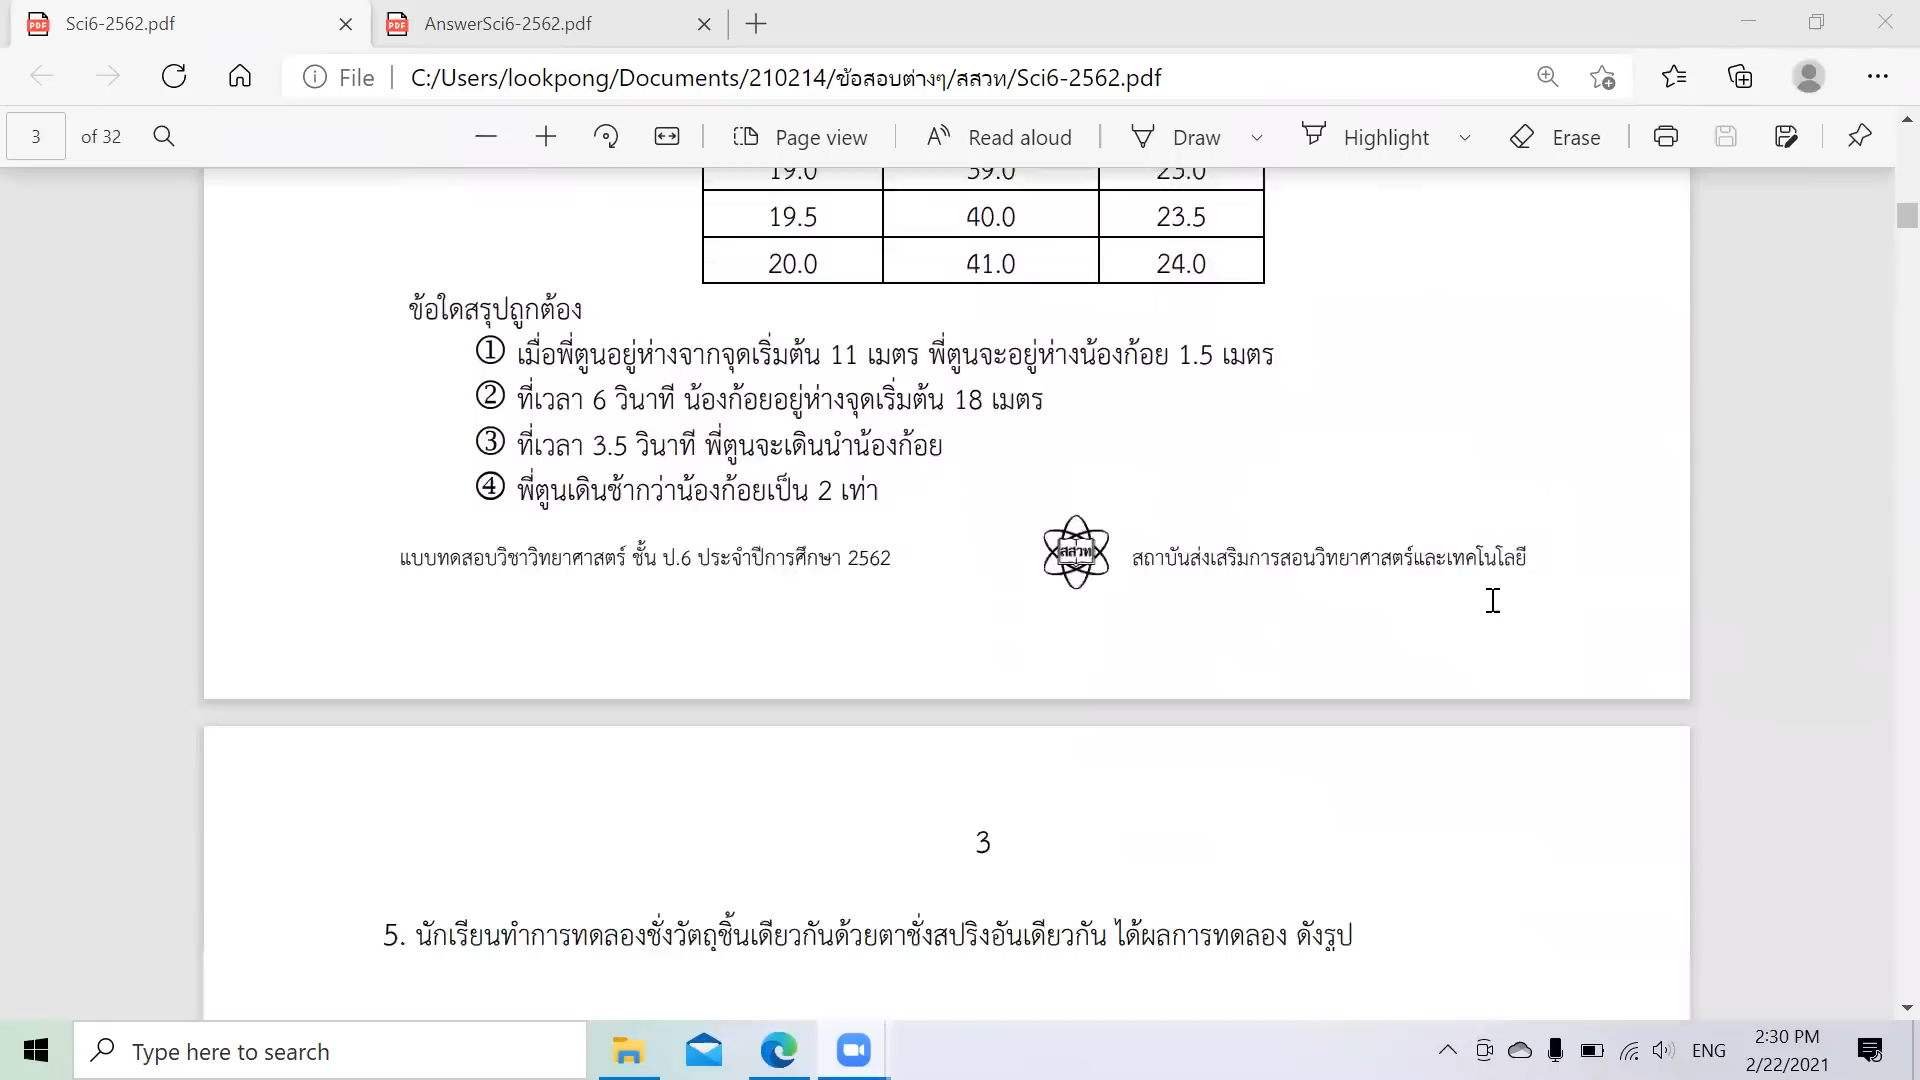 Sci6-2562.pdf
AnswerSci6-2562.pdf
File
C:/Users/lookpong/Documents/210214/ข้อสอบต่างๆ/สสวท/Sci6-2562.pdf
3 of 32
Page view
Read aloud
Draw
Highlight
Erase
19.0 39.0 23.0
19.5 40.0 23.5
20.0 41.0 24.0
ข้อใดสรุปถูกต้อง
① เมื่อพี่ตูนอยู่ห่างจากจุดเริ่มต้น 11 เมตร พี่ตูนจะอยู่ห่างน้องก้อย 1.5 เมตร
② ที่เวลา 6 วินาที น้องก้อยอยู่ห่างจุดเริ่มต้น 18 เมตร
③ ที่เวลา 3.5 วินาที พี่ตูนจะเดินนำน้องก้อย
④ พี่ตูนเดินช้ากว่าน้องก้อยเป็น 2 เท่า
แบบทดสอบวิชาวิทยาศาสตร์ ชั้น ป.6 ประจำปีการศึกษา 2562
สสวท
สถาบันส่งเสริมการสอนวิทยาศาสตร์และเทคโนโลยี
3
5. นักเรียนทำการทดลองชั่งวัตถุชิ้นเดียวกันด้วยตาชั่งสปริงอันเดียวกัน ได้ผลการทดลอง ดังรูป
Type here to search
ENG
2:30 PM
2/22/2021